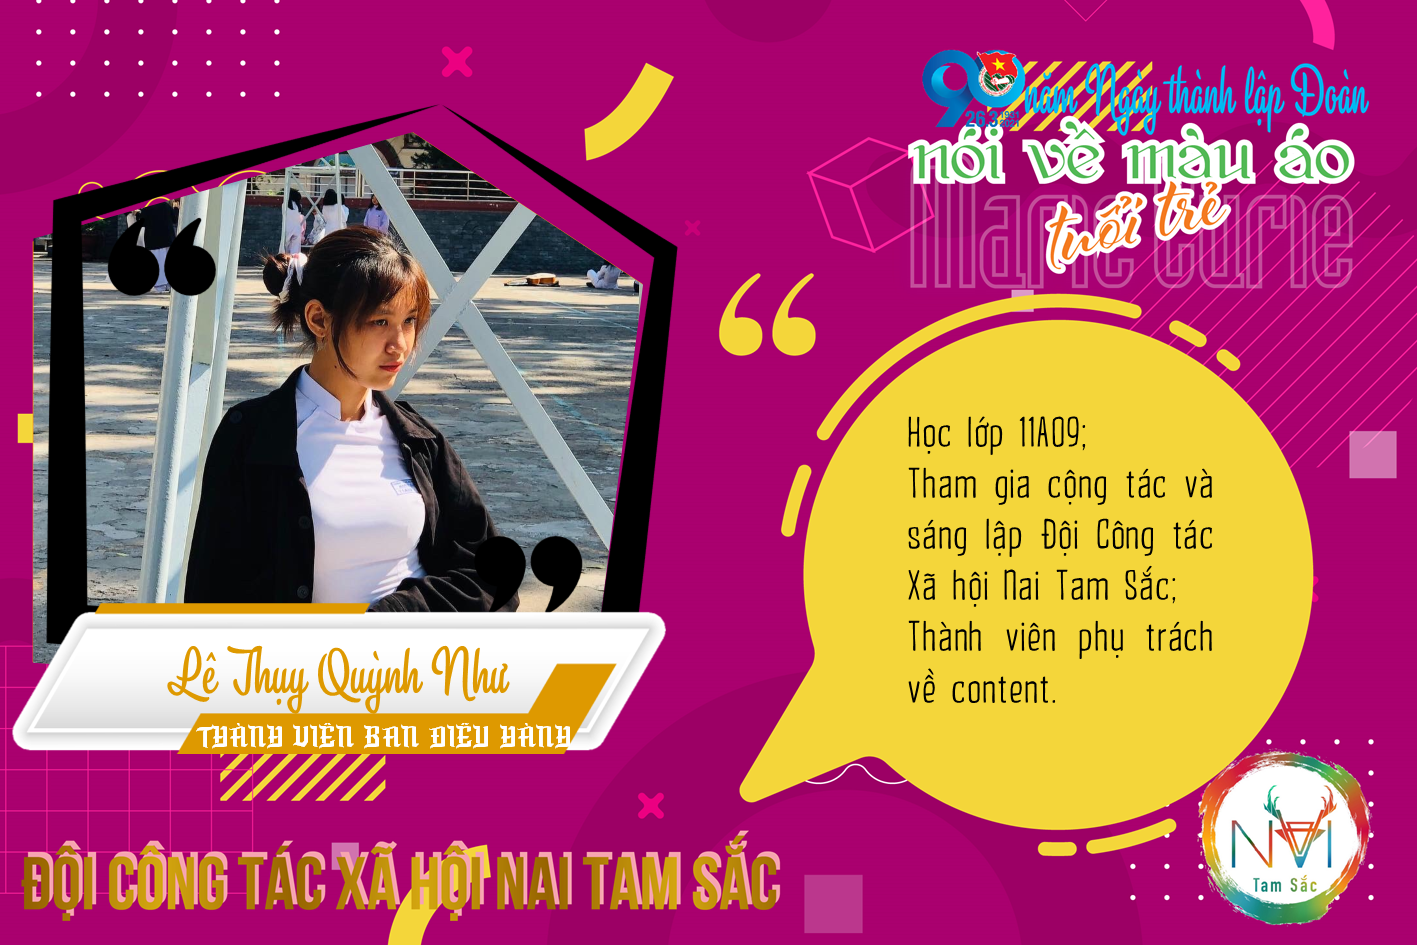 90 năm Ngày thành lập Đoàn
26.3
nói về màu áo
tuổi trẻ
Marie Curie
Học lớp 11A09;
Tham gia cộng tác và
sáng lập Đội Công tác
Xã hội Nai Tam Sắc;
Thành viên phụ trách
về content.
Lê Thụy Quỳnh Như
THÀNH VIÊN BAN ĐIỀU HÀNH
ĐỘI CÔNG TÁC XÃ HỘI NAI TAM SẮC
NAI
Tam Sắc